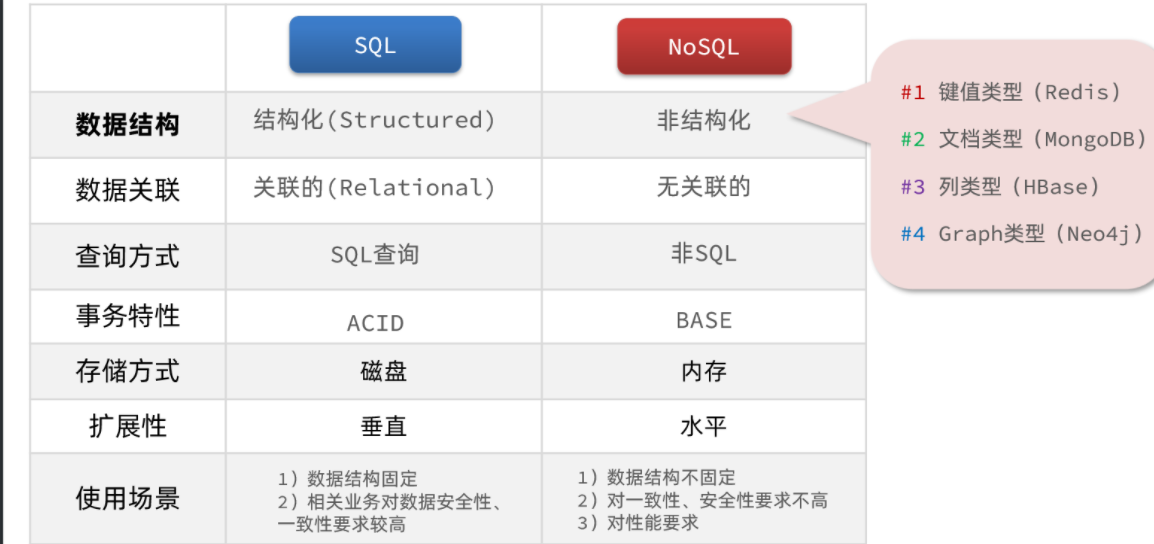 SQL
NoSQL
数据结构
结构化(Structured)
非结构化
数据关联
关联的(Relational)
无关联的
查询方式
SQL查询
非SQL
事务特性
ACID
BASE
存储方式
磁盘
内存
扩展性
垂直
水平
使用场景
1) 数据结构固定
2) 相关业务对数据安全性、
一致性要求较高
1) 数据结构不固定
2) 对一致性、安全性要求不高
3) 对性能要求
#1 键值类型 (Redis)
#2 文档类型 (MongoDB)
#3 列类型 (HBase)
#4 Graph类型 (Neo4j)